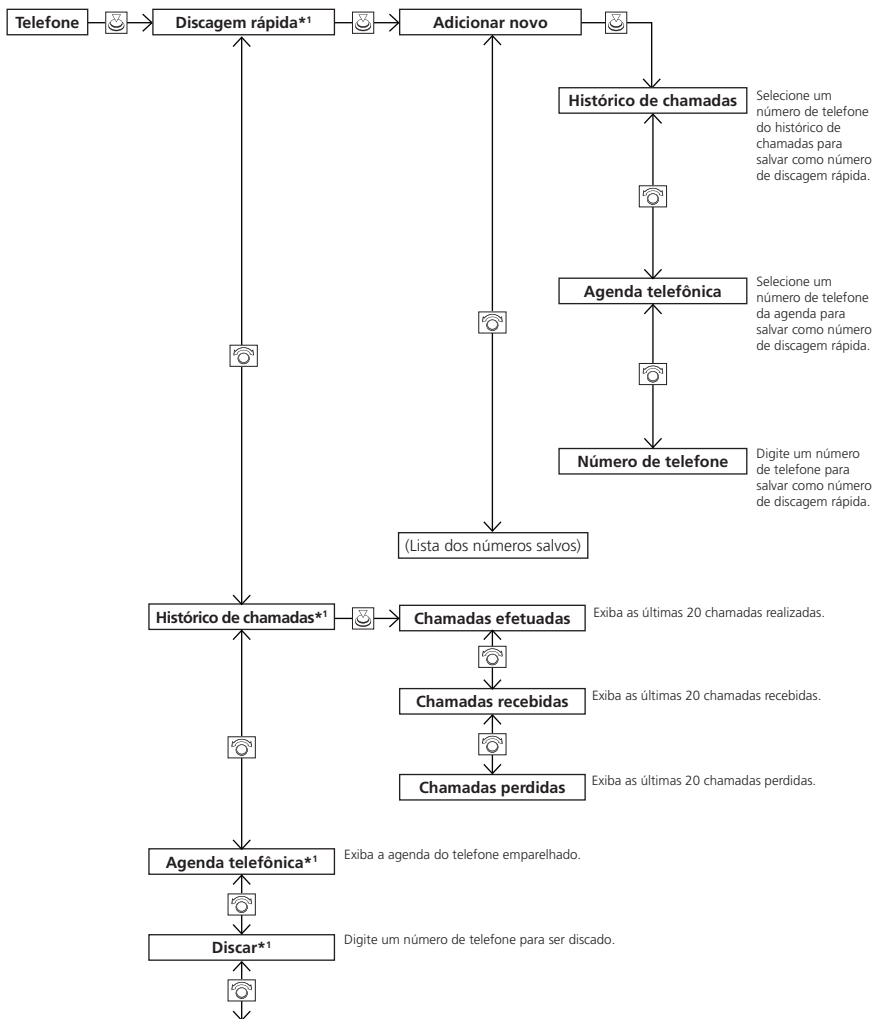 Telefone
Discagem rápida*1
Adicionar novo
Histórico de chamadas
Selecione um
número de telefone
do histórico de
chamadas para
salvar como número
de discagem rápida.
Agenda telefônica
Selecione um
número de telefone
da agenda para
salvar como número
de discagem rápida.
Número de telefone
Digite um número
de telefone para
salvar como número
de discagem rápida.
(Lista dos números salvos)
Histórico de chamadas*1
Chamadas efetuadas
Exiba as últimas 20 chamadas realizadas.
Chamadas recebidas
Exiba as últimas 20 chamadas recebidas.
Chamadas perdidas
Exiba as últimas 20 chamadas perdidas.
Agenda telefônica*1
Exiba a agenda do telefone emparelhado.
Discar*1
Digite um número de telefone para ser discado.